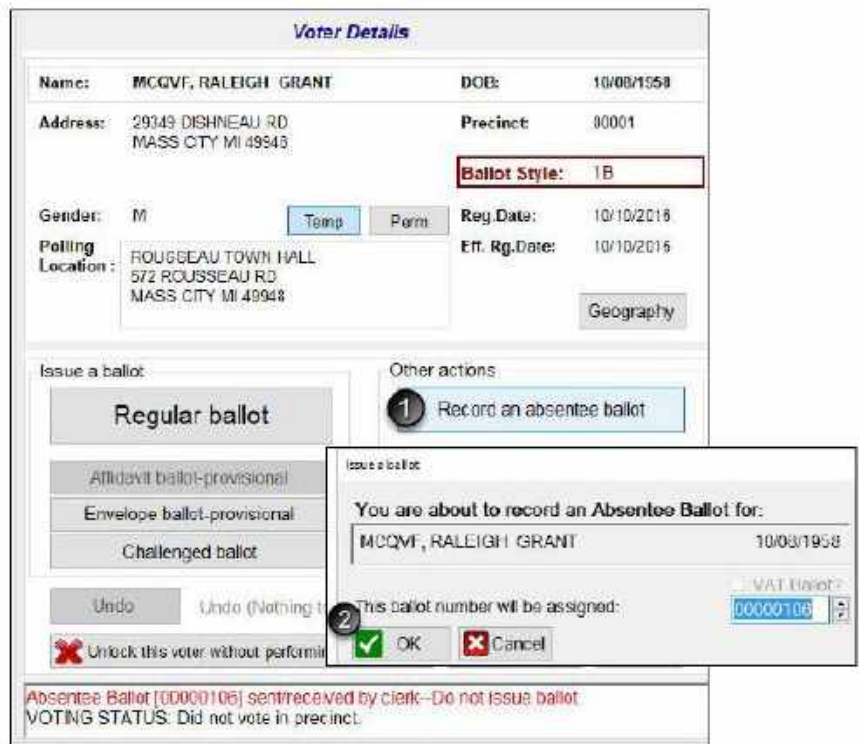 Voter Details
Name: MCQVF, RALEIGH GRANT DOB: 10/08/1958
Address: 29349 DISHNEAU RD Precinct: 00001
MASS CITY MI 49948
Ballot Style: 1B
Gender: M Temp Perm Reg.Date: 10/10/2016
Polling Location : ROUSSEAU TOWN HALL Eff. Rg.Date: 10/10/2016
572 ROUSSEAU RD
MASS CITY MI 49948
Geography
Issue a ballot Other actions
Regular ballot 1 Record an absentee ballot
Affidavit ballot-provisional
Envelope ballot-provisional
Challenged ballot
Undo Undo (Nothing t
Unlock this voter without performin
Issue a ballot
You are about to record an Absentee Ballot for:
MCQVF, RALEIGH GRANT 10/08/1958
VAT Ballot?
2 This ballot number will be assigned: 00000106
OK Cancel
Absentee Ballot [00000106] sent/received by clerk--Do not issue ballot
VOTING STATUS: Did not vote in precinct.